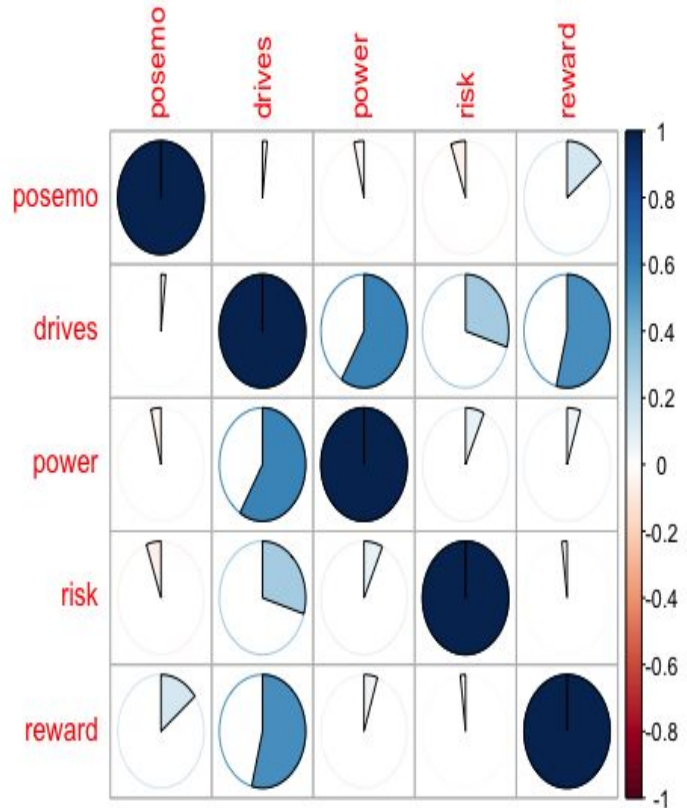 posemo
drives
power
risk
reward
posemo
drives
power
risk
reward
1
0.8
0.6
0.4
0.2
0
-0.2
-0.4
-0.6
-0.8
-1